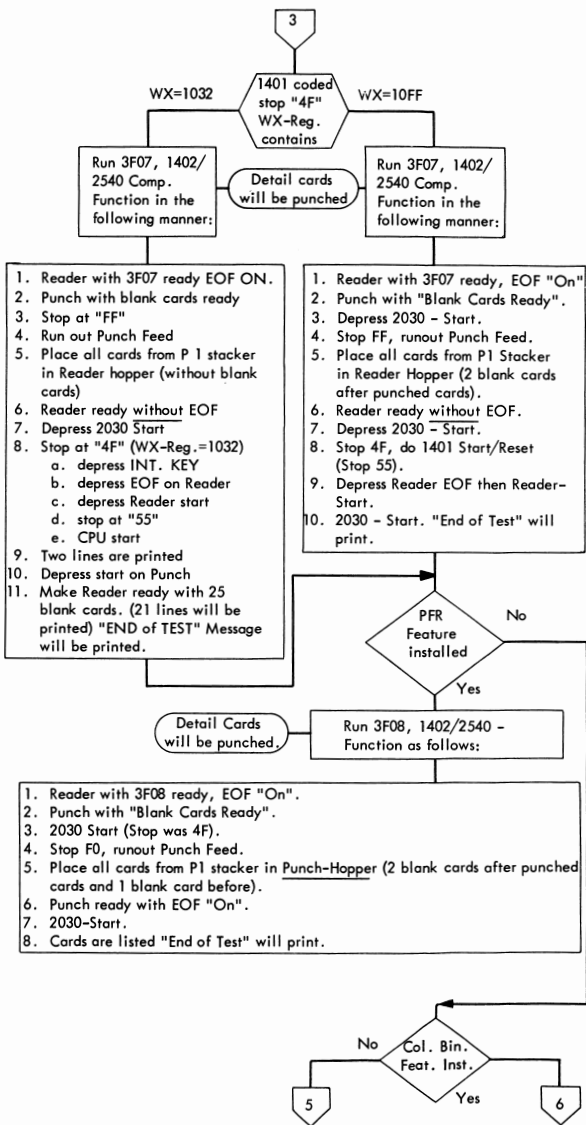 3
1401 coded
stop "4F"
WX-Reg.
contains
WX=1032
WX=10FF
Run 3F07, 1402/
2540 Comp.
Function in the
following manner:
Detail cards
will be punched
Run 3F07, 1402/
2540 Comp.
Function in the
following manner:
1. Reader with 3F07 ready EOF ON.
2. Punch with blank cards ready
3. Stop at "FF"
4. Run out Punch Feed
5. Place all cards from P 1 stacker
in Reader hopper (without blank
cards)
6. Reader ready without EOF
7. Depress 2030 Start
8. Stop at "4F" (WX-Reg.=1032)
a. depress INT. KEY
b. depress EOF on Reader
c. depress Reader start
d. stop at "55"
e. CPU start
9. Two lines are printed
10. Depress start on Punch
11. Make Reader ready with 25
blank cards. (21 lines will be
printed) "END of TEST" Message
will be printed.
1. Reader with 3F07 ready, EOF "On".
2. Punch with "Blank Cards Ready".
3. Depress 2030 - Start.
4. Stop FF, runout Punch Feed.
5. Place all cards from P1 Stacker
in Reader Hopper (2 blank cards
after punched cards).
6. Reader ready without EOF.
7. Depress 2030 - Start.
8. Stop 4F, do 1401 Start/Reset
(Stop 55).
9. Depress Reader EOF then Reader-
Start.
10. 2030 - Start. "End of Test" will
print.
PFR
Feature
installed
No
Yes
Detail Cards
will be punched.
Run 3F08, 1402/2540 -
Function as follows:
1. Reader with 3F08 ready, EOF "On".
2. Punch with "Blank Cards Ready".
3. 2030 Start (Stop was 4F).
4. Stop F0, runout Punch Feed.
5. Place all cards from P1 stacker in Punch-Hopper (2 blank cards after punched
cards and 1 blank card before).
6. Punch ready with EOF "On".
7. 2030-Start.
8. Cards are listed "End of Test" will print.
No
Col. Bin.
Feat. Inst.
Yes
5
6